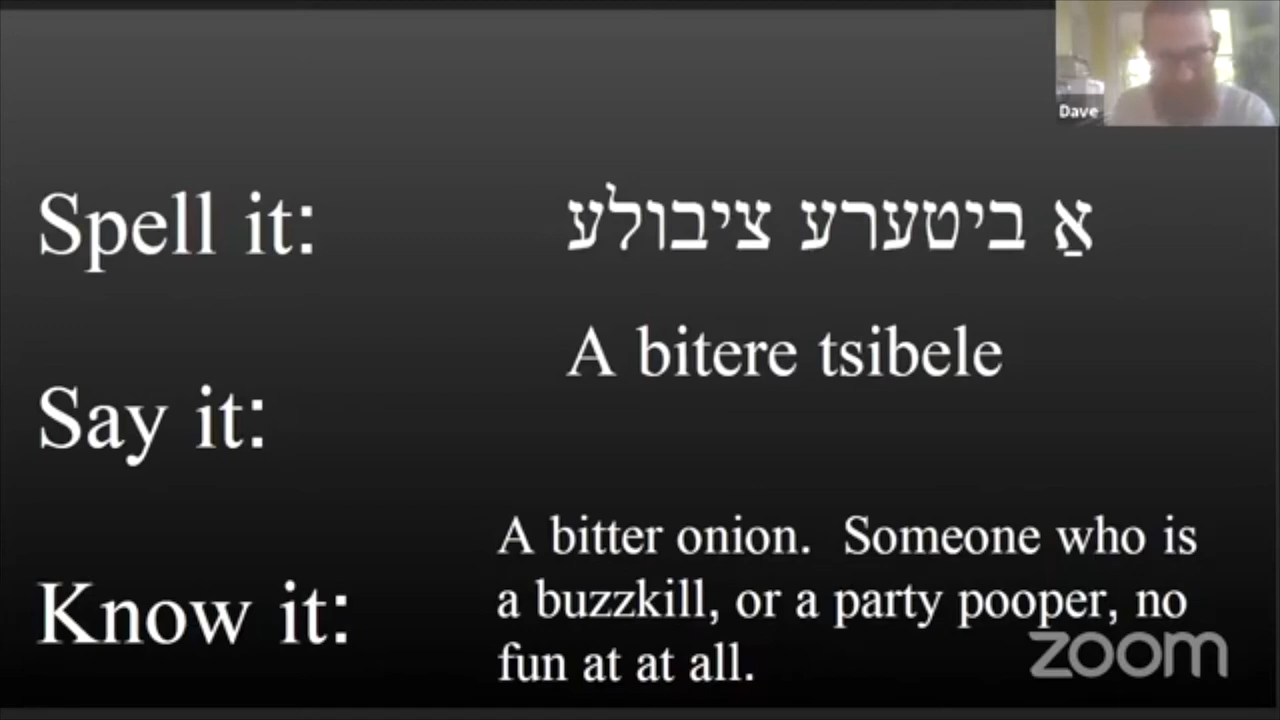 Dave
Spell it:
אַ ביטערע ציבולע
A bitere tsibele
Say it:
Know it:
A bitter onion. Someone who is
a buzzkill, or a party pooper, no
fun at at all.
zoom